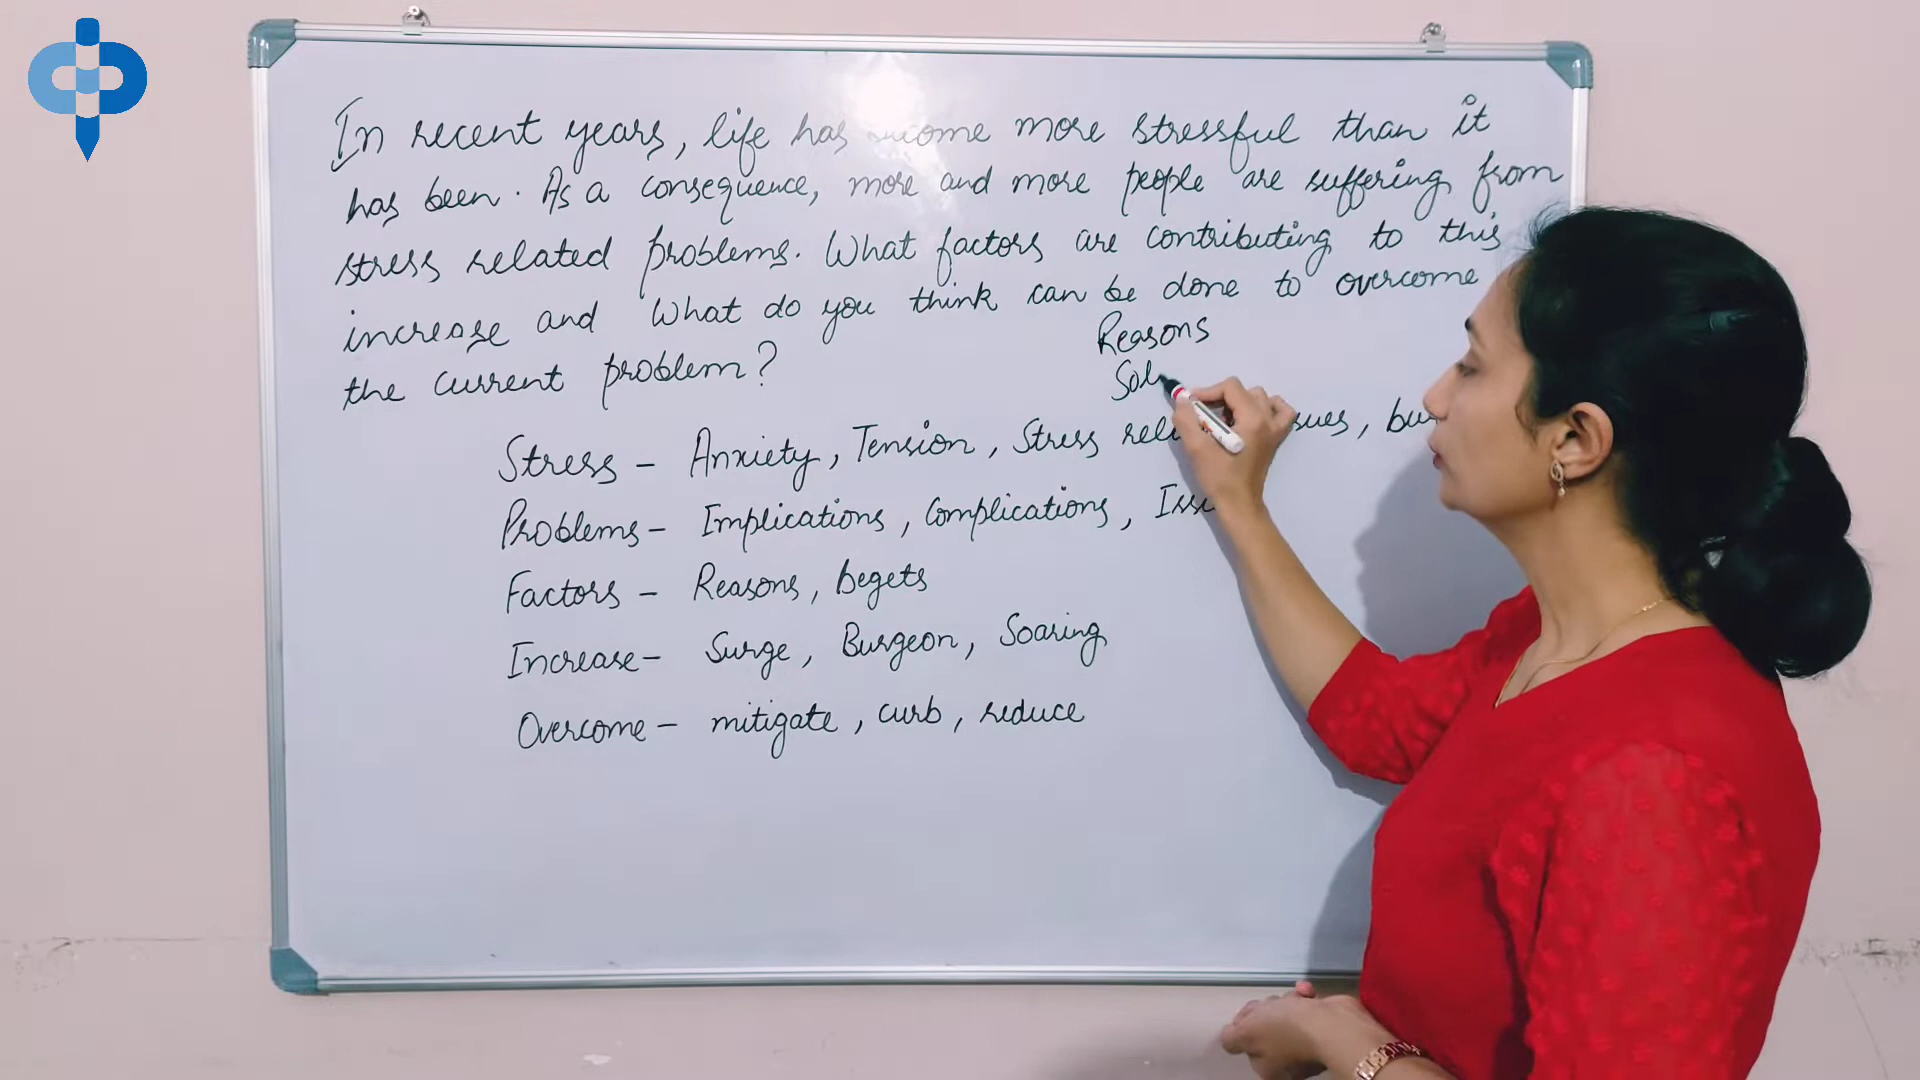 In recent years, life has more stressful than it
has been. As a consequence, more and more people are suffering from
stress related problems. What factors are contributing to this
increase and What do you think can be done to overcome
the current problem?
Reasons
Sol
Stress - Anxiety, Tension, Stress
Problems - Implications, Complications,
Factors - Reasons, begets
Increase - Surge, Burgeon, Soaring
Overcome - mitigate, curb, reduce